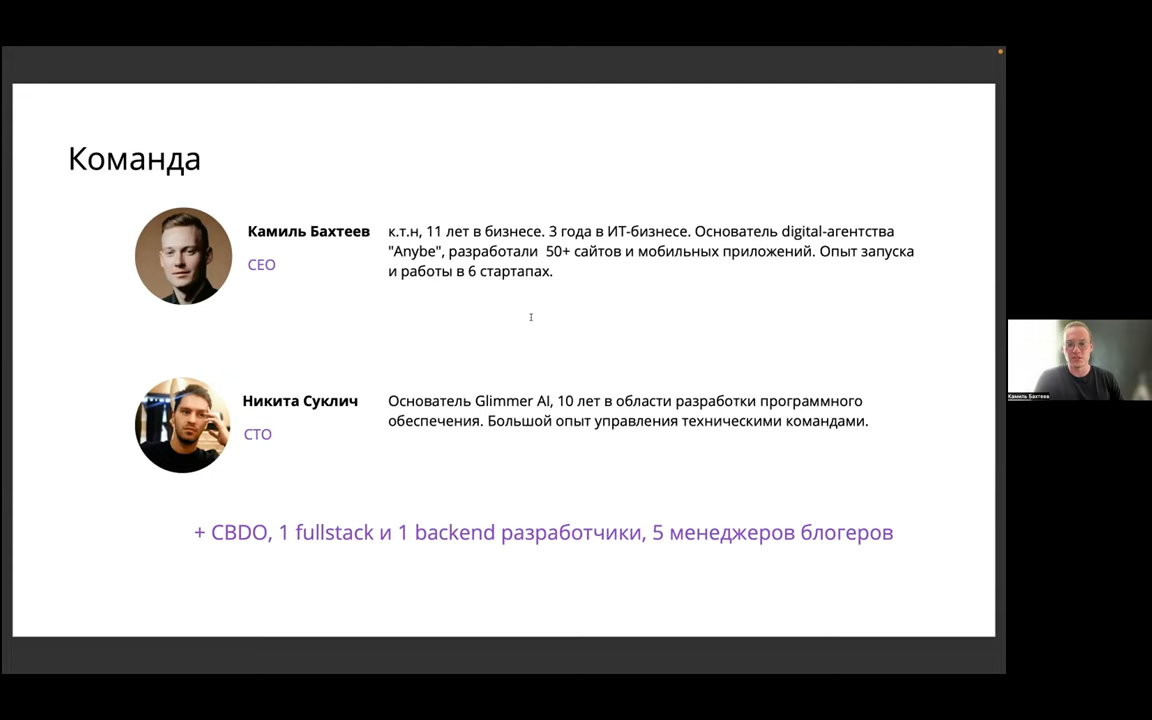 Команда
Камиль Бахтеев
CEO
к.т.н, 11 лет в бизнесе. 3 года в ИТ-бизнесе. Основатель digital-агентства
"Anybe", разработали 50+ сайтов и мобильных приложений. Опыт запуска
и работы в 6 стартапах.
Никита Суклич
CTO
Основатель Glimmer AI, 10 лет в области разработки программного
обеспечения. Большой опыт управления техническими командами.
+ CBDO, 1 fullstack и 1 backend разработчики, 5 менеджеров блогеров
Камиль Бахтеев